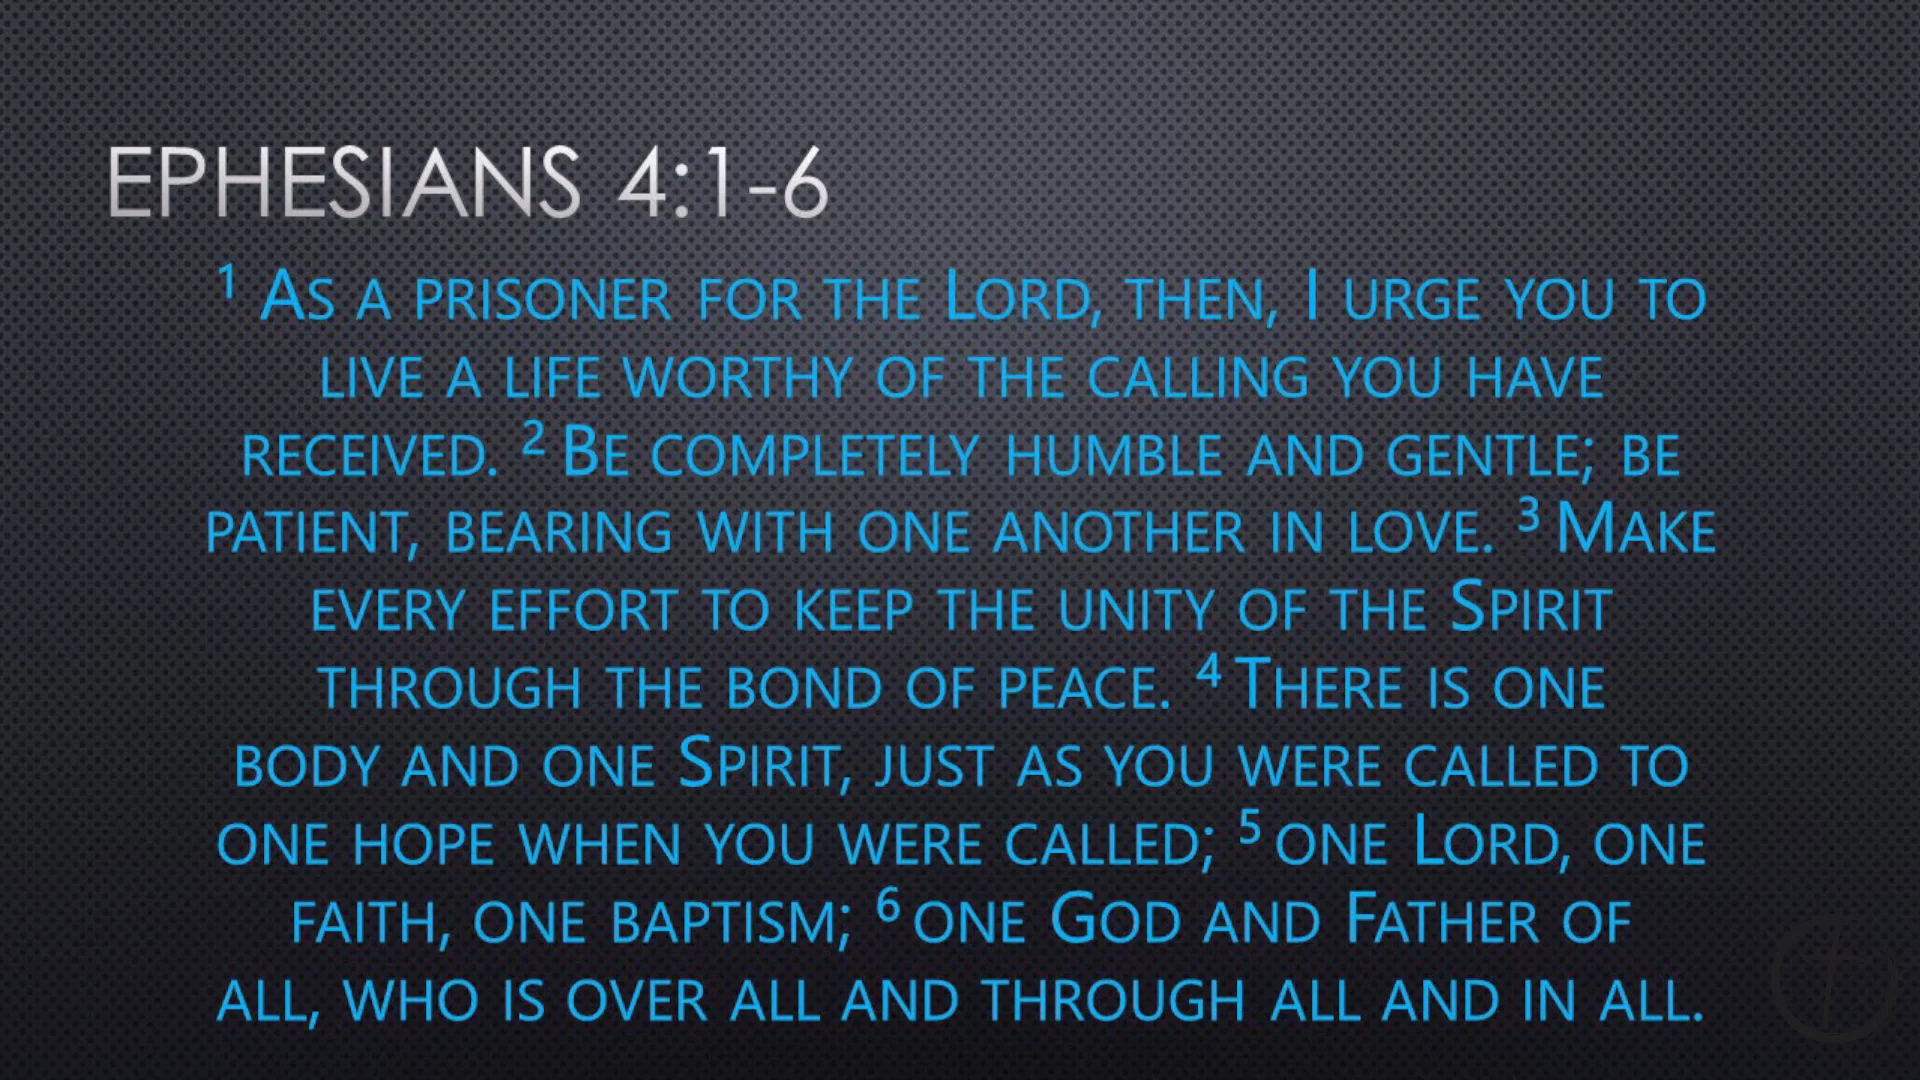 EPHESIANS 4:1-6
¹ As a prisoner for the Lord, then, I urge you to
live a life worthy of the calling you have
received. ² Be completely humble and gentle; be
patient, bearing with one another in love. ³ Make
every effort to keep the unity of the Spirit
through the bond of peace. ⁴ There is one
body and one Spirit, just as you were called to
one hope when you were called; ⁵ one Lord, one
faith, one baptism; ⁶ one God and Father of
all, who is over all and through all and in all.